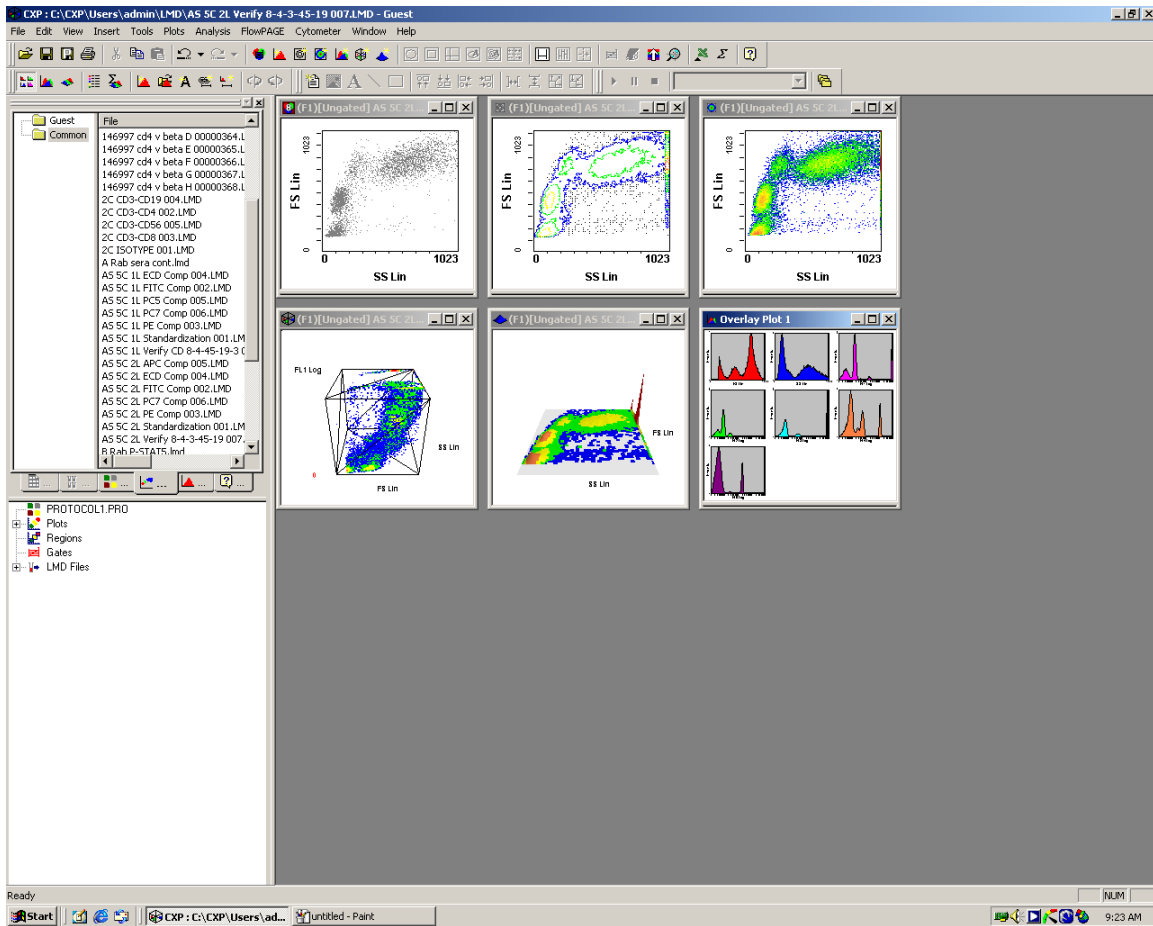 CXP : C:\CXP\Users\admin\LMD\AS 5C 2L Verify 8-4-3-45-19 007.LMD - Guest
File Edit View Insert Tools Plots Analysis FlowPAGE Cytometer Window Help
Guest
Common
File
146997 cd4 v beta D 00000364.L
146997 cd4 v beta E 00000365.L
146997 cd4 v beta F 00000366.L
146997 cd4 v beta G 00000367.L
146997 cd4 v beta H 00000368.L
2C CD3-CD19 004.LMD
2C CD3-CD4 002.LMD
2C CD3-CD56 005.LMD
2C CD3-CD8 003.LMD
2C ISOTYPE 001.LMD
A Rab sera cont.lmd
AS 5C 1L ECD Comp 004.LMD
AS 5C 1L FITC Comp 002.LMD
AS 5C 1L PC5 Comp 005.LMD
AS 5C 1L PC7 Comp 006.LMD
AS 5C 1L PE Comp 003.LMD
AS 5C 1L Standardization 001.LM
AS 5C 1L Verify CD 8-4-45-19-3 0
AS 5C 2L APC Comp 005.LMD
AS 5C 2L ECD Comp 004.LMD
AS 5C 2L FITC Comp 002.LMD
AS 5C 2L PC7 Comp 006.LMD
AS 5C 2L PE Comp 003.LMD
AS 5C 2L Standardization 001.LM
AS 5C 2L Verify 8-4-3-45-19 007.
B Rab P-STAT5.lmd
PROTOCOL1.PRO
Plots
Regions
Gates
LMD Files
(F1)[Ungated] AS 5C 2L...
1023
FS Lin
0
0 1023
SS Lin
(F1)[Ungated] AS 5C 2L...
1023
FS Lin
0
0 1023
SS Lin
(F1)[Ungated] AS 5C 2L...
1023
FS Lin
0
0 1023
SS Lin
(F1)[Ungated] AS 5C 2L...
FL1 Log
SS Lin
0
FS Lin
(F1)[Ungated] AS 5C 2L...
FS Lin
SS Lin
Overlay Plot 1
Ready
NUM
Start
CXP : C:\CXP\Users\ad...
untitled - Paint
9:23 AM